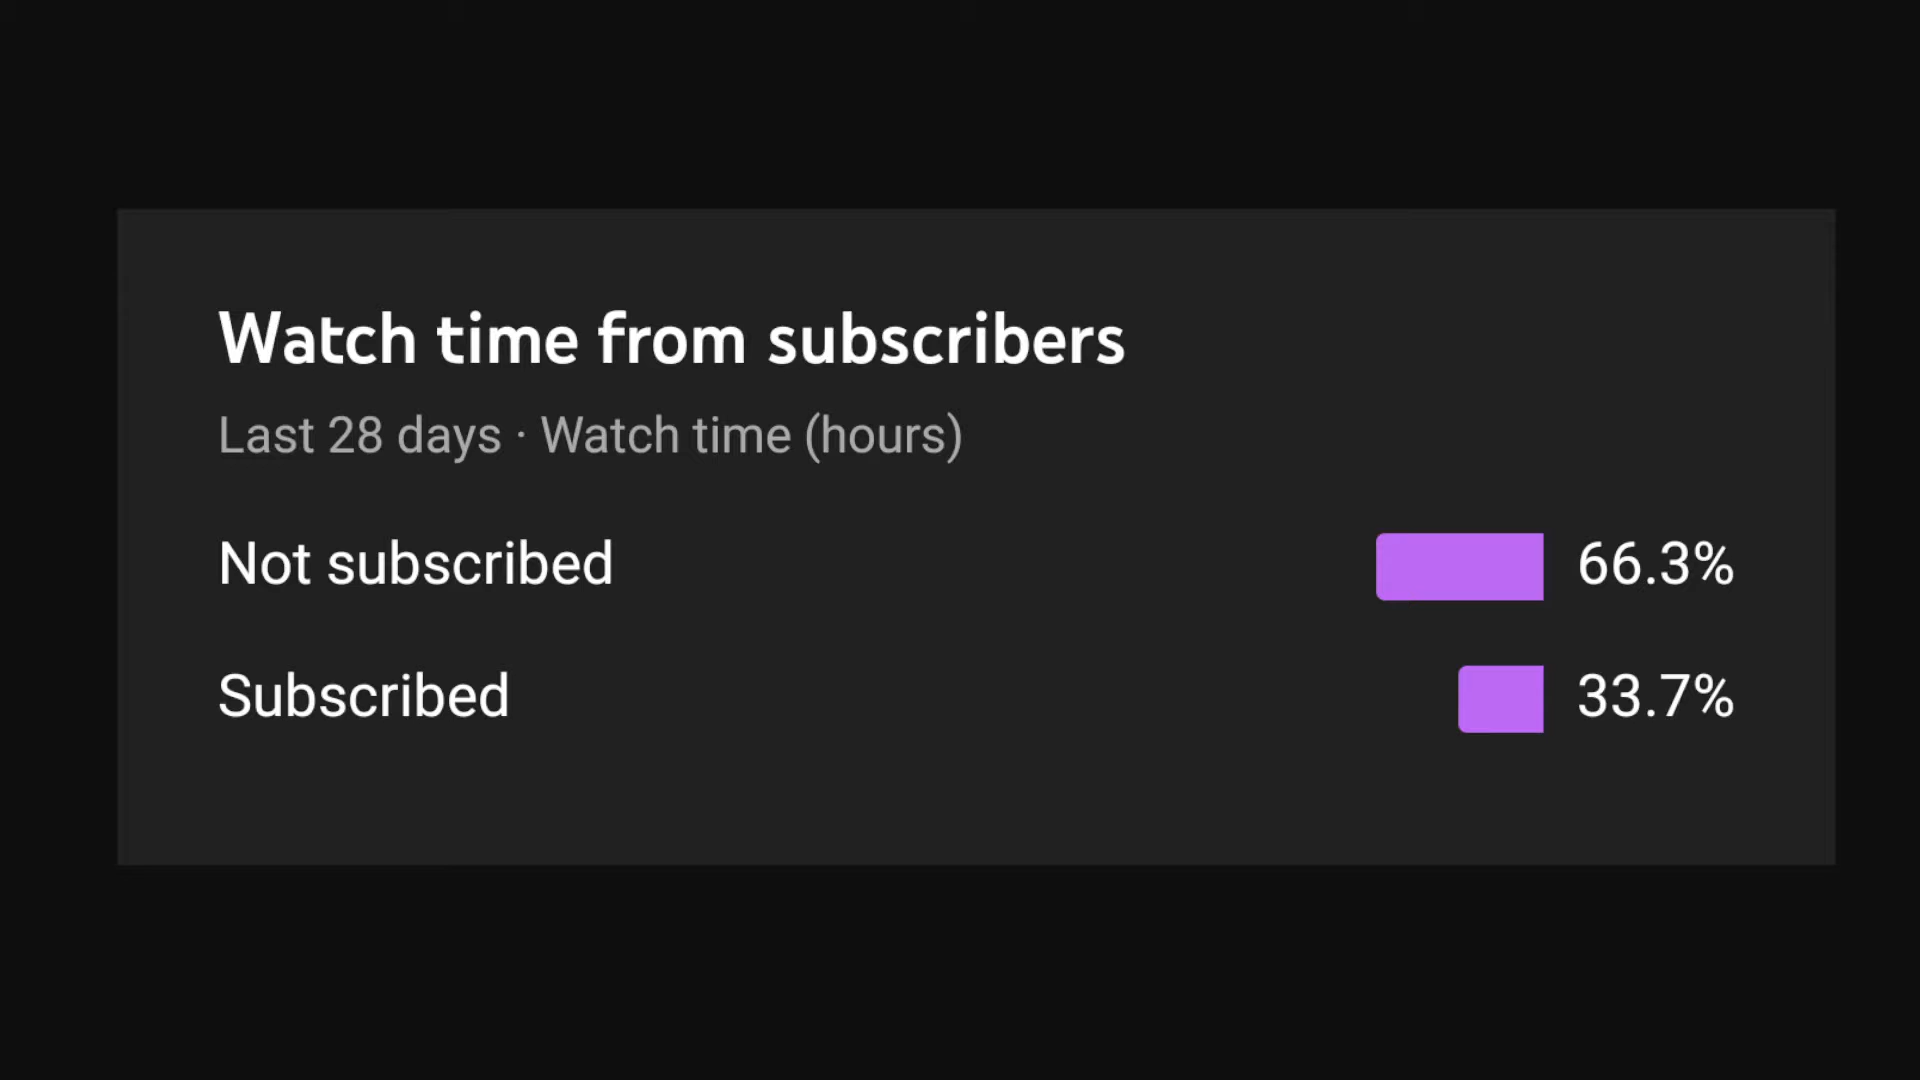 Watch time from subscribers
Last 28 days · Watch time (hours)
Not subscribed 66.3%
Subscribed 33.7%